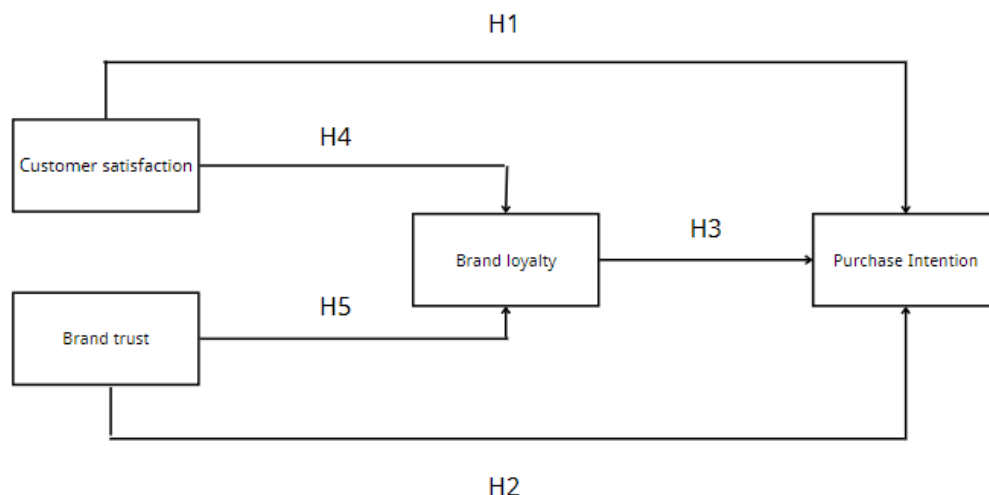 H1
H4
Customer satisfaction
H3
Brand loyalty
Purchase Intention
H5
Brand trust
H2